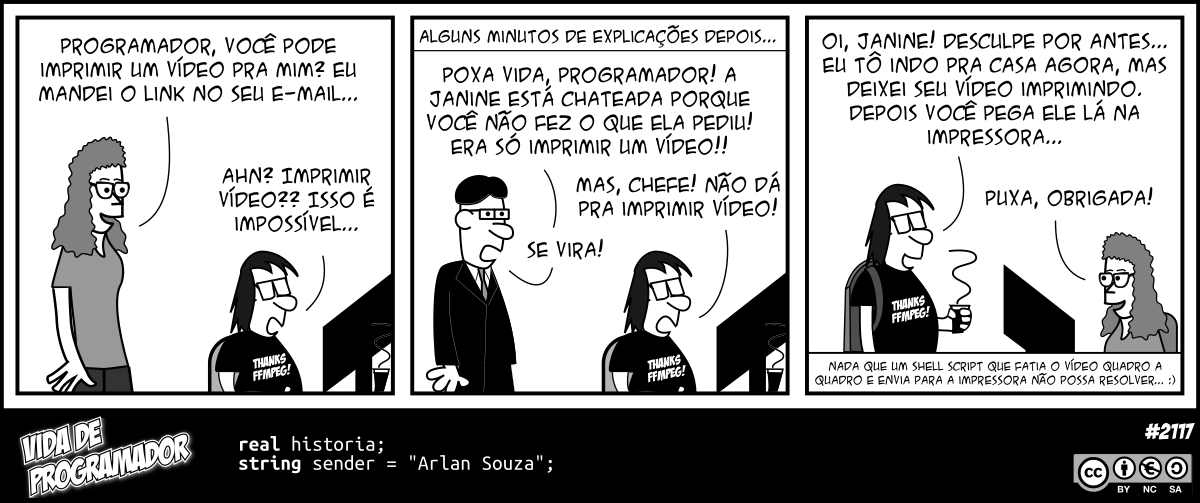 PROGRAMADOR, VOCÊ PODE
IMPRIMIR UM VÍDEO PRA MIM? EU
MANDEI O LINK NO SEU E-MAIL...
AHN? IMPRIMIR
VÍDEO?? ISSO É
IMPOSSÍVEL...
THANKS
FFMPEG!
ALGUNS MINUTOS DE EXPLICAÇÕES DEPOIS...
POXA VIDA, PROGRAMADOR! A
JANINE ESTÁ CHATEADA PORQUE
VOCÊ NÃO FEZ O QUE ELA PEDIU!
ERA SÓ IMPRIMIR UM VÍDEO!!
MAS, CHEFE! NÃO DÁ
PRA IMPRIMIR VÍDEO!
SE VIRA!
THANKS
FFMPEG!
OI, JANINE! DESCULPE POR ANTES...
EU TÔ INDO PRA CASA AGORA, MAS
DEIXEI SEU VÍDEO IMPRIMINDO.
DEPOIS VOCÊ PEGA ELE LÁ NA
IMPRESSORA...
PUXA, OBRIGADA!
THANKS
FFMPEG!
NADA QUE UM SHELL SCRIPT QUE FATIA O VÍDEO QUADRO A
QUADRO E ENVIA PARA A IMPRESSORA NÃO POSSA RESOLVER... :)
VIDA DE
PROGRAMADOR
real historia;
string sender = "Arlan Souza";
#2117
cc
BY NC SA